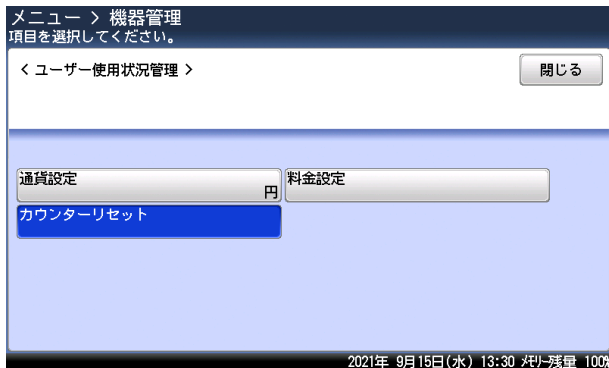 メニュー > 機器管理
項目を選択してください。
< ユーザー使用状況管理 >
閉じる
通貨設定
円
料金設定
カウンターリセット
2021年 9月15日(水) 13:30 メモリー残量 100%